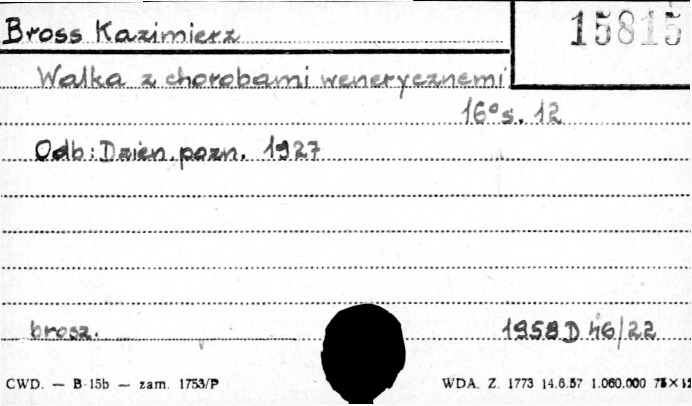 Bross Kazimierz
15815
Walka z chorobami wenerycznemi
16° s. 12
Odb: Dzien. pozn. 1927
brosz.
1958 D 46/22
CWD. — B-15b — zam. 1753/P
WDA. Z. 1773 14.6.57 1.060.000 75×12